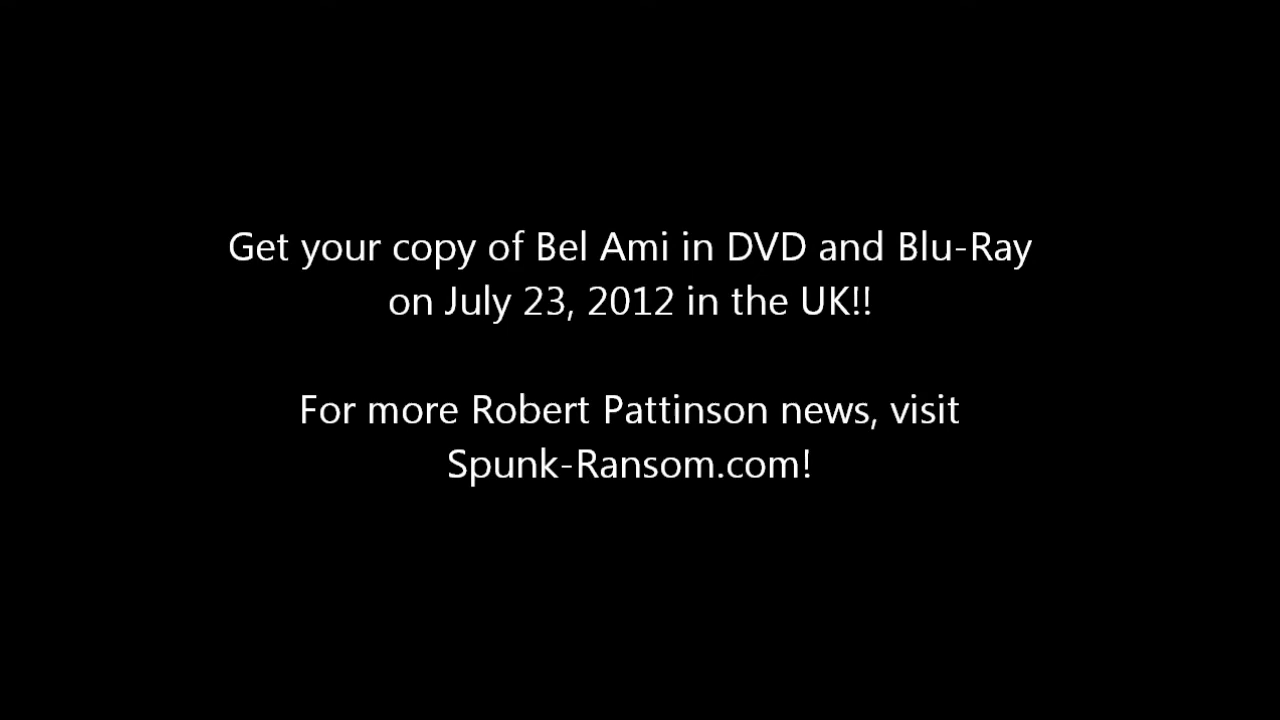 Get your copy of Bel Ami in DVD and Blu-Ray
on July 23, 2012 in the UK!!
For more Robert Pattinson news, visit
Spunk-Ransom.com!